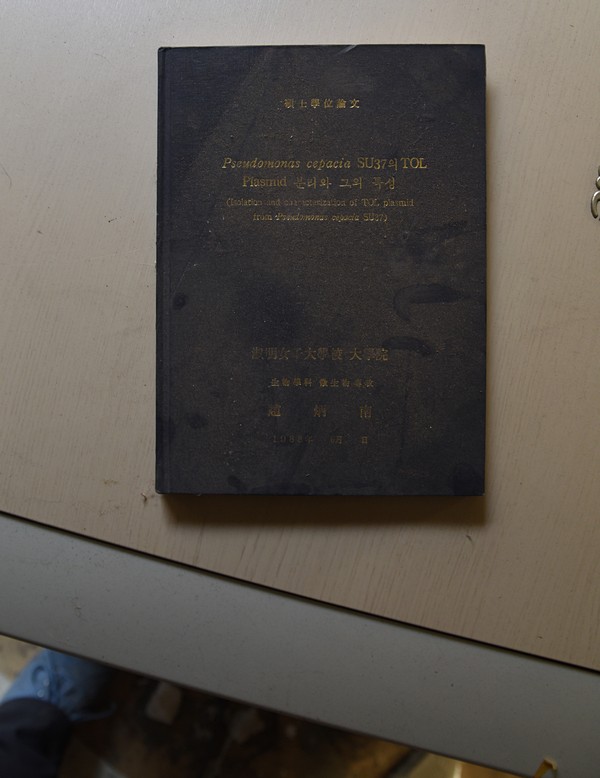 碩士學位論文
Pseudomonas cepacia SU37의 TOL
Plasmid 분리와 그의 특성
(Isolation and characterization of TOL plasmid
from Pseudomonas cepacia SU37)
淑明女子大學校 大學院
生物學科 微生物專攻
趙 南